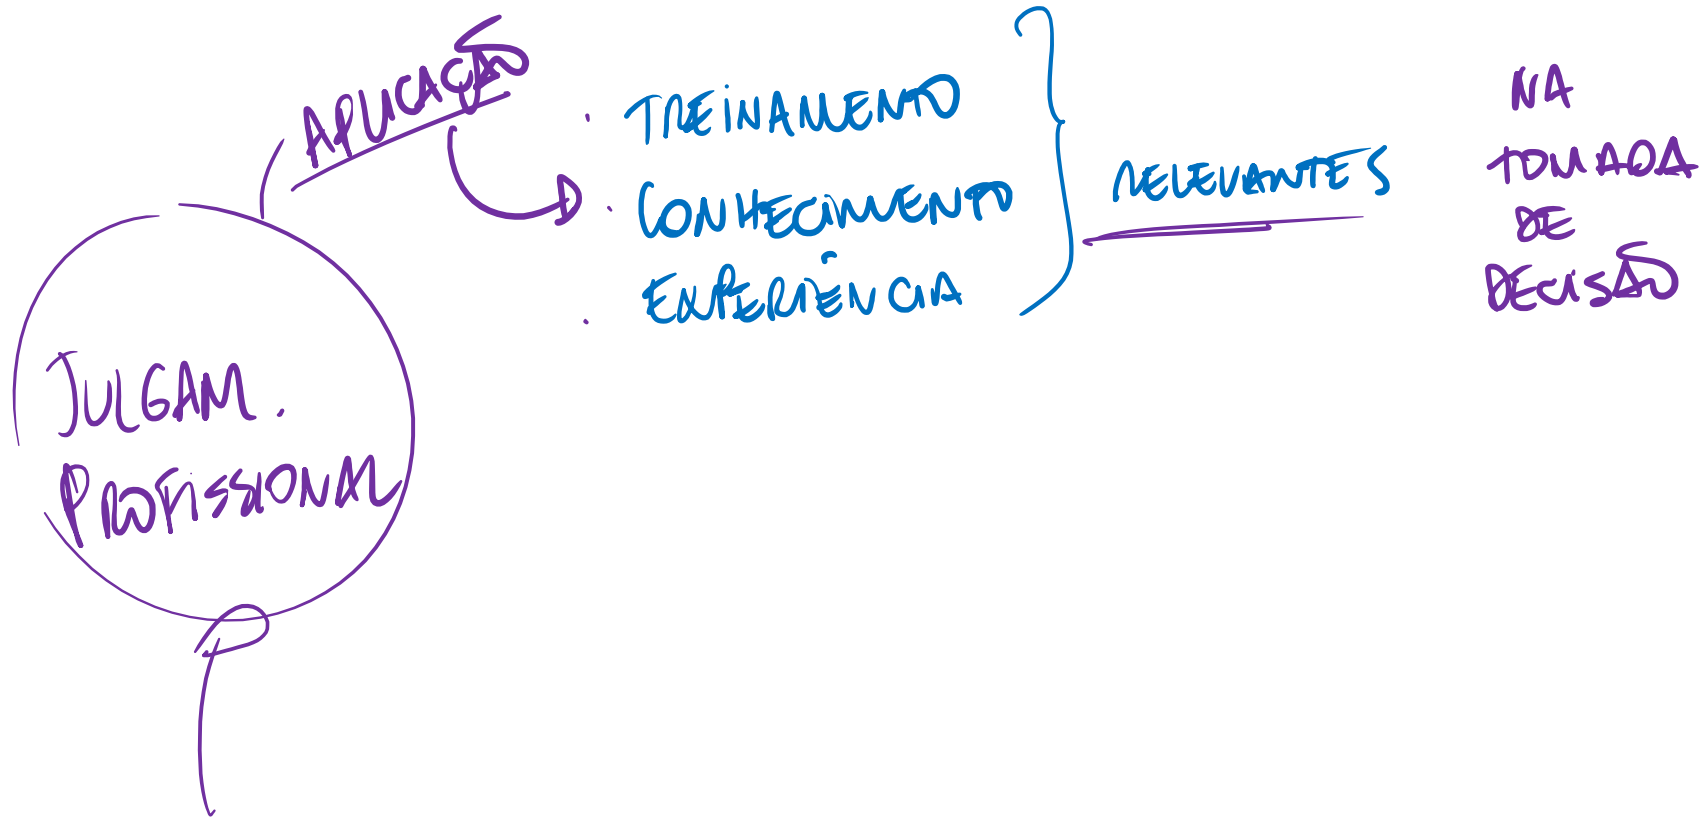 APLICAÇÃO
. TREINAMENTO
. CONHECIMENTO
. EXPERIÊNCIA
RELEVANTES
NA
TOMADA
DE
DECISÃO
JULGAM.
PROFISSIONAL